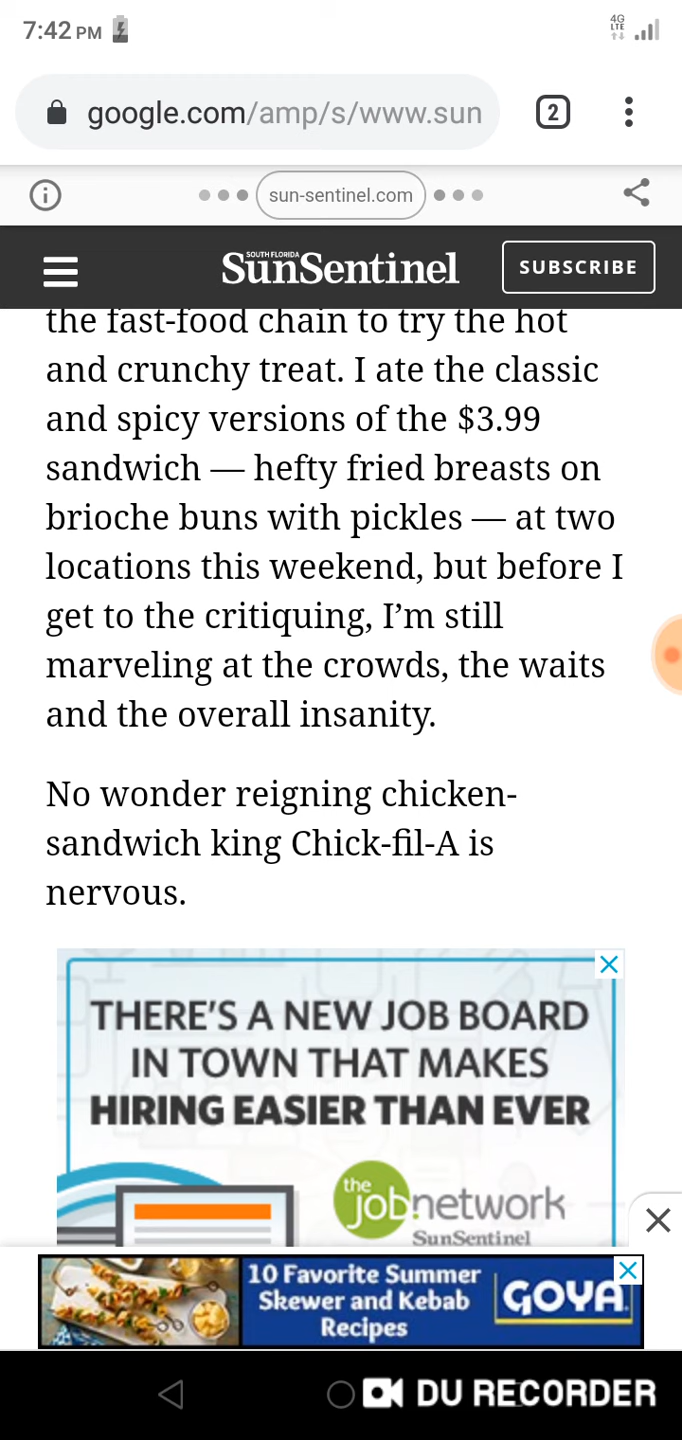 7:42 PM
4G
LTE
google.com/amp/s/www.sun
2
sun-sentinel.com
SOUTH FLORIDA
SunSentinel
SUBSCRIBE
the fast-food chain to try the hot
and crunchy treat. I ate the classic
and spicy versions of the $3.99
sandwich — hefty fried breasts on
brioche buns with pickles — at two
locations this weekend, but before I
get to the critiquing, I’m still
marveling at the crowds, the waits
and the overall insanity.
No wonder reigning chicken-
sandwich king Chick-fil-A is
nervous.
THERE'S A NEW JOB BOARD
IN TOWN THAT MAKES
HIRING EASIER THAN EVER
the
jobnetwork
SunSentinel
10 Favorite Summer
Skewer and Kebab
Recipes
GOYA
DU RECORDER